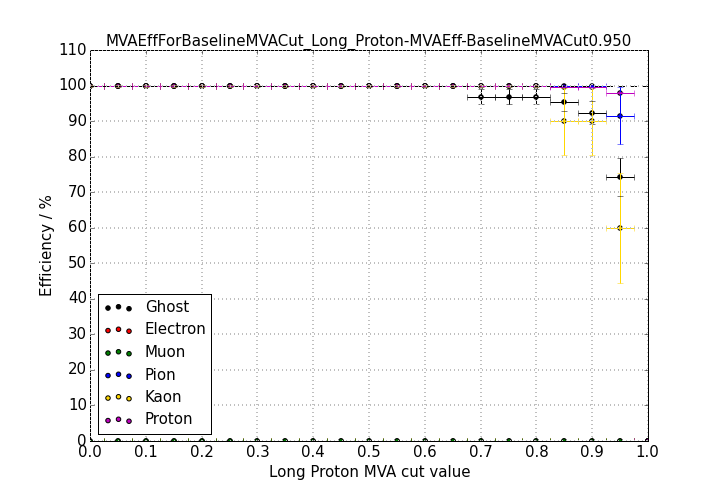 MVAEffForBaselineMVACut_Long_Proton-MVAEff-BaselineMVACut0.950
110
100
90
80
70
60
50
40
30
20
10
0
Efficiency / %
Ghost
Electron
Muon
Pion
Kaon
Proton
0.0 0.1 0.2 0.3 0.4 0.5 0.6 0.7 0.8 0.9 1.0
Long Proton MVA cut value